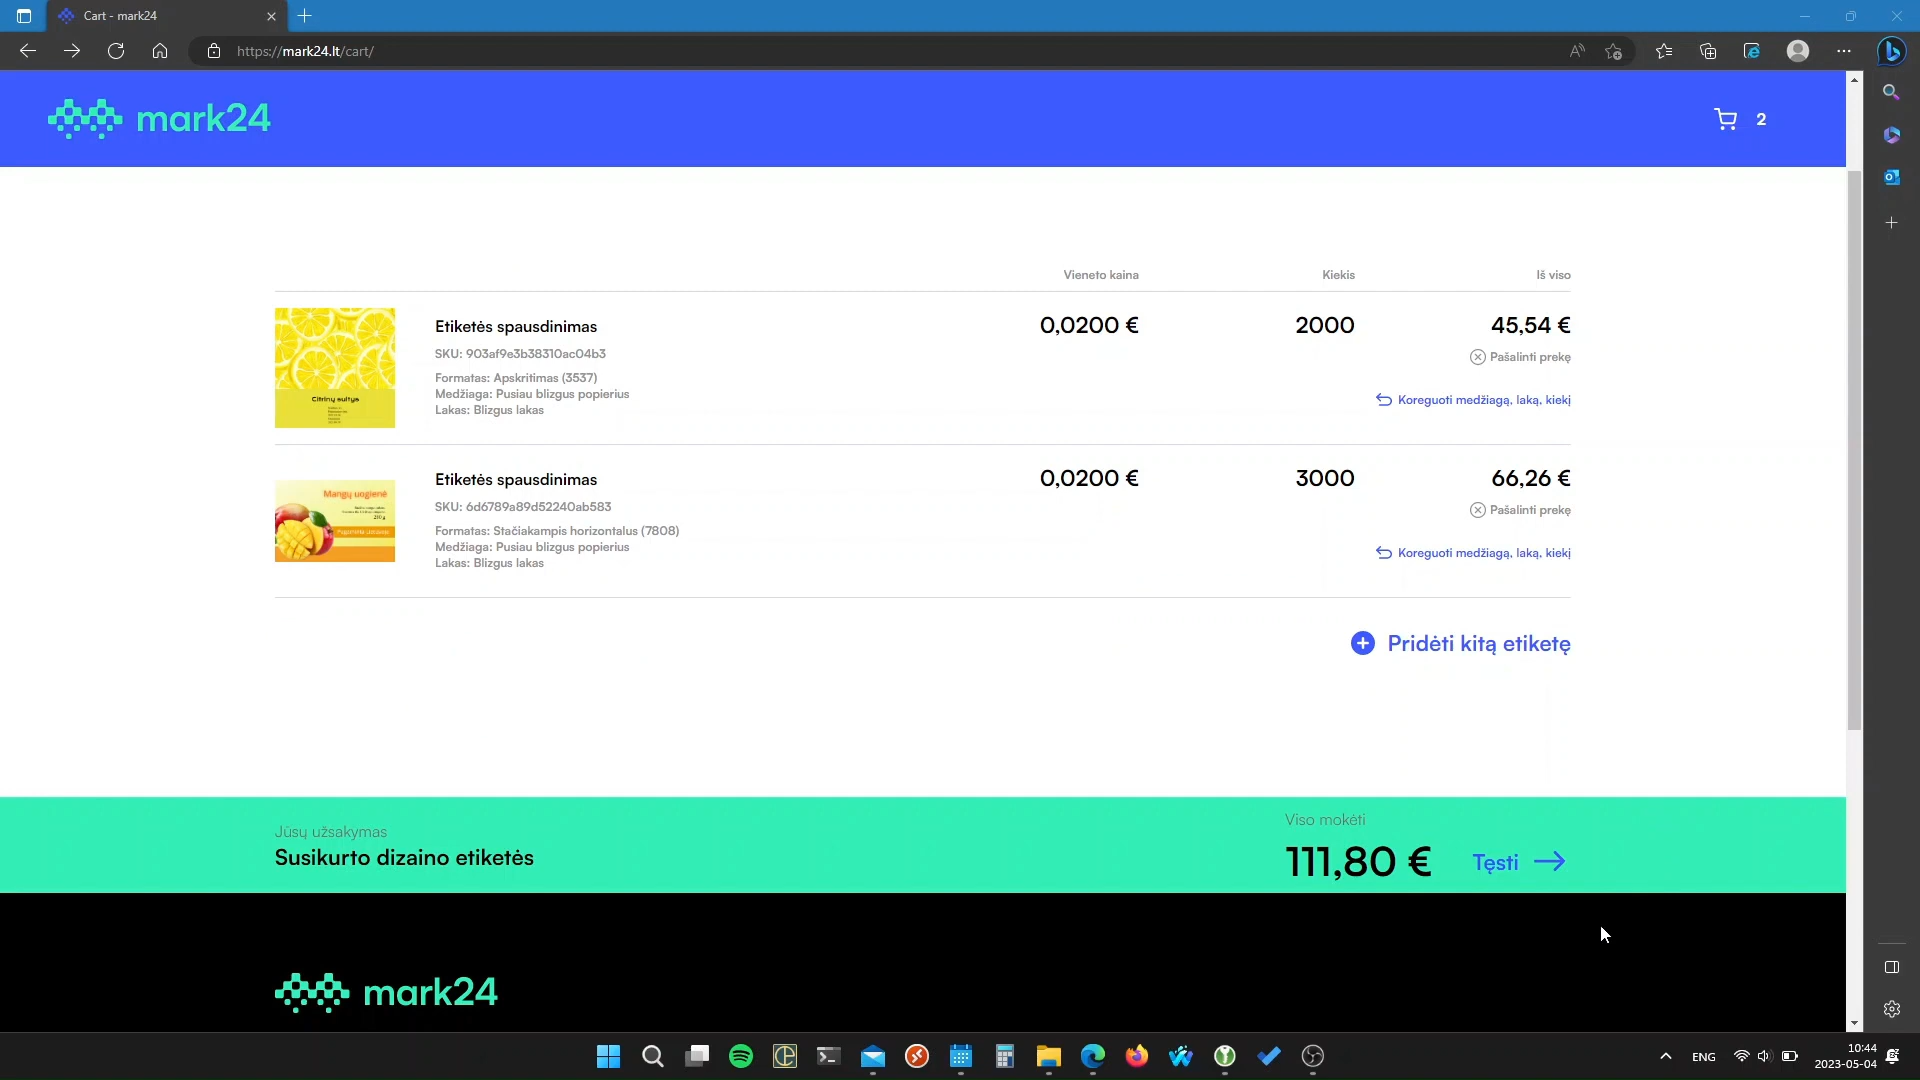 Cart - mark24
https://mark24.lt/cart/
mark24
2
Vieneto kaina
Kiekis
Iš viso
Citrinų sultys
Etiketės spausdinimas
0,0200 €
2000
45,54 €
SKU: 903af9e3b38310ac04b3
Pašalinti prekę
Formatas: Apskritimas (3537)
Medžiaga: Pusiau blizgus popierius
Lakas: Blizgus lakas
Koreguoti medžiagą, laką, kiekį
Mangų uogienė
Etiketės spausdinimas
0,0200 €
3000
66,26 €
SKU: 6d6789a89d52240ab583
Pašalinti prekę
Formatas: Stačiakampis horizontalus (7808)
Medžiaga: Pusiau blizgus popierius
Lakas: Blizgus lakas
Koreguoti medžiagą, laką, kiekį
Pridėti kitą etiketę
Jūsų užsakymas
Susikurto dizaino etiketės
Viso mokėti
111,80 €
Tęsti
mark24
ENG
10:44
2023-05-04